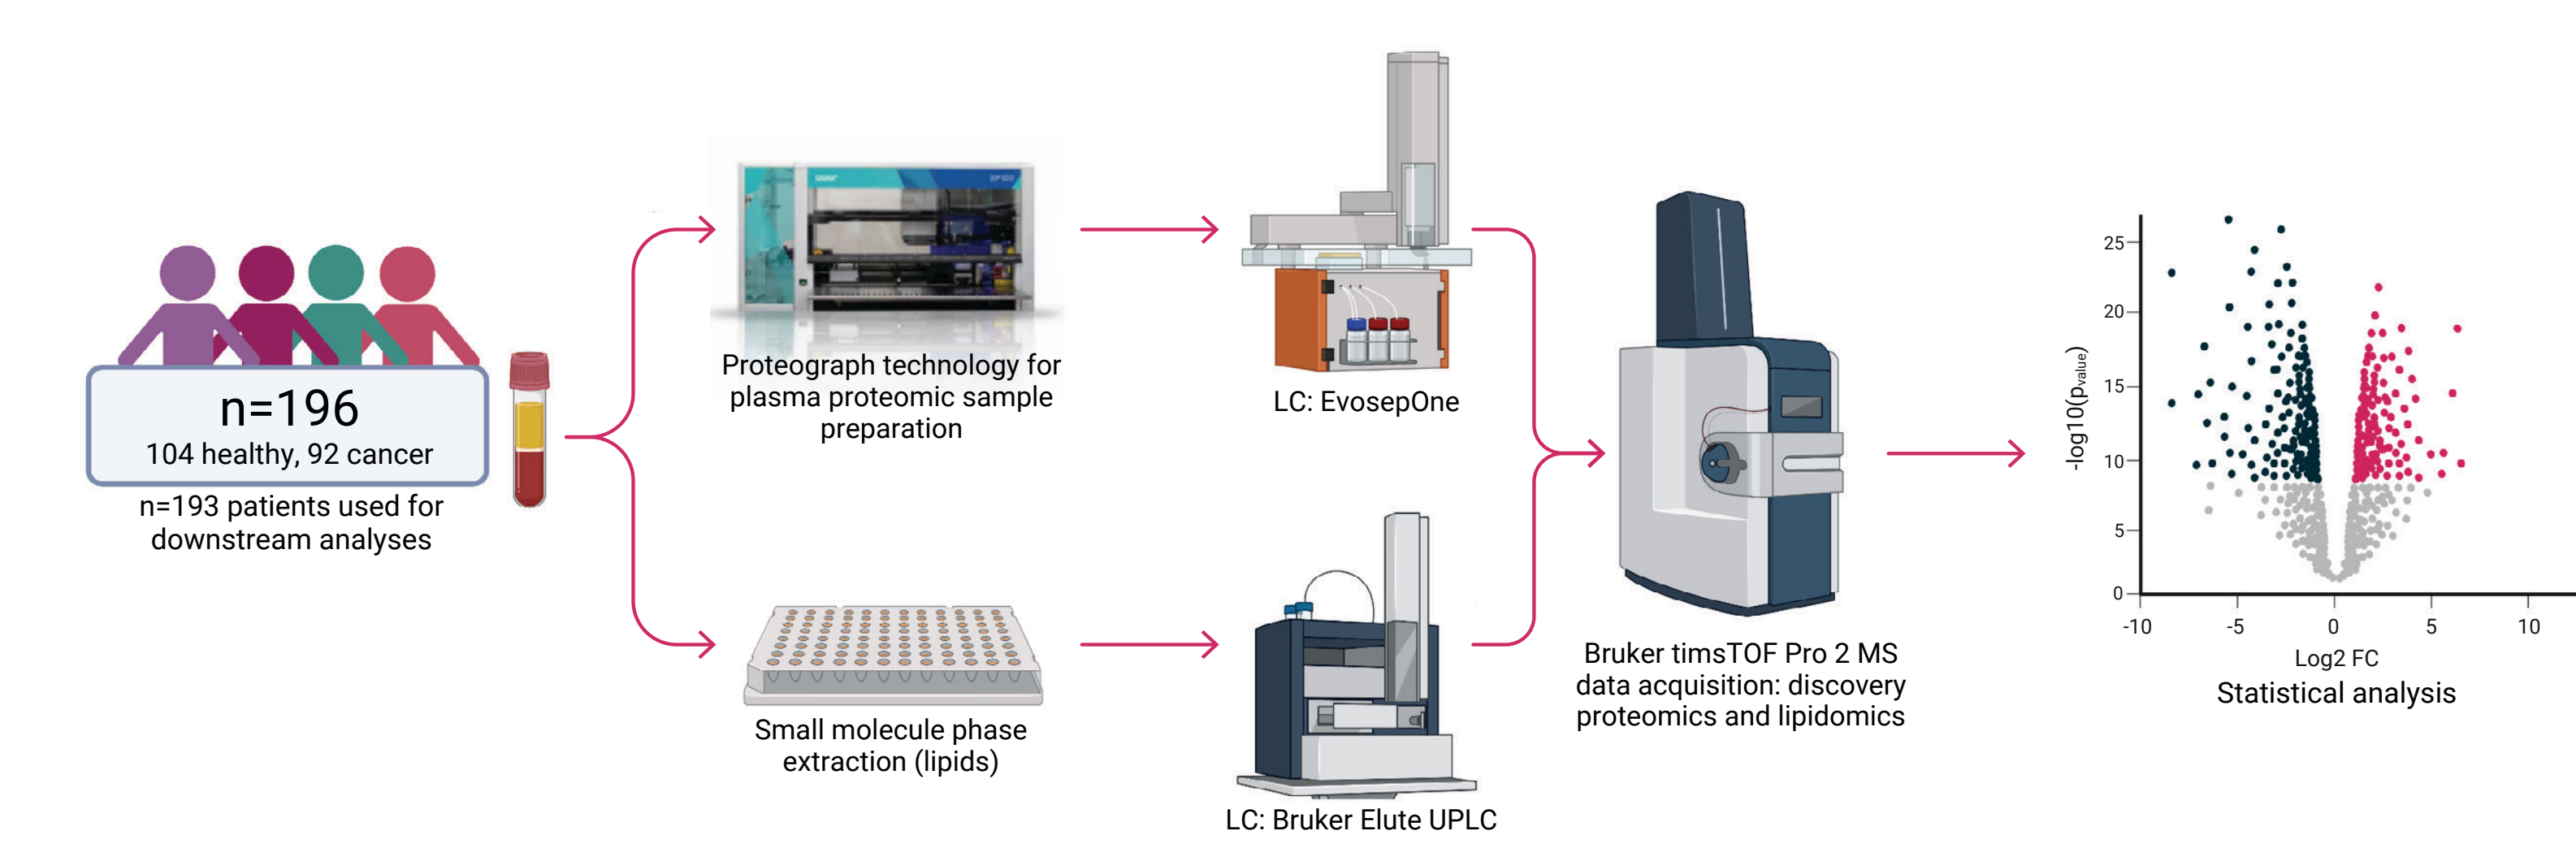 n=196
104 healthy, 92 cancer
n=193 patients used for
downstream analyses
Proteograph technology for
plasma proteomic sample
preparation
LC: EvosepOne
Small molecule phase
extraction (lipids)
LC: Bruker Elute UPLC
Bruker timsTOF Pro 2 MS
data acquisition: discovery
proteomics and lipidomics
-log10(pvalue)
25
20
15
10
5
0
-10 -5 0 5 10
Log2 FC
Statistical analysis